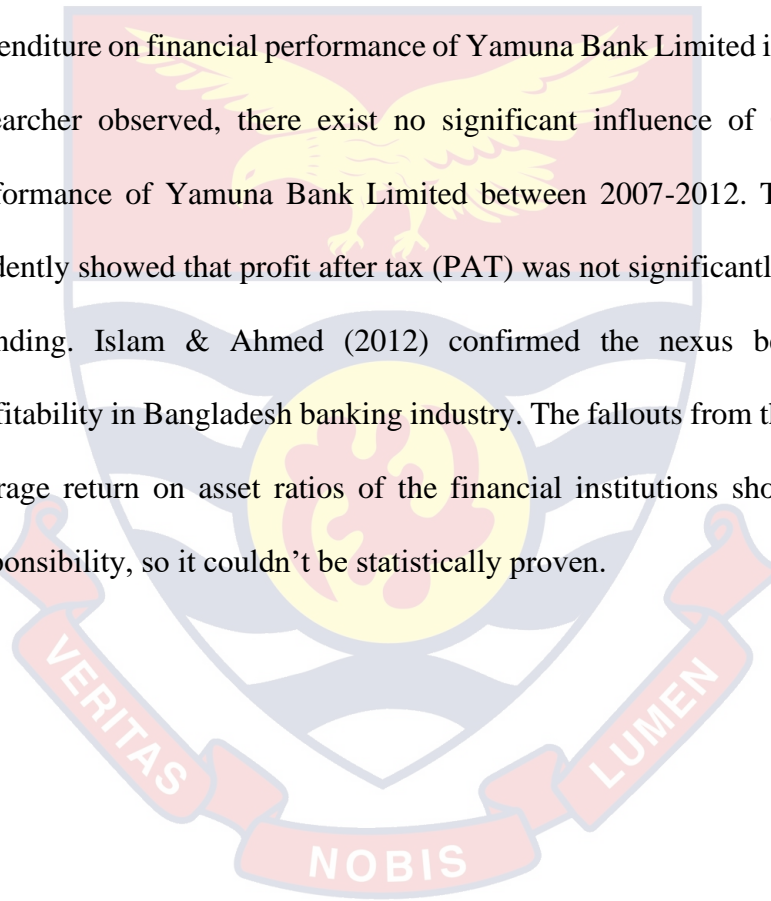 enditure on financial performance of Yamuna Bank Limited i
earcher observed, there exist no significant influence of
formance of Yamuna Bank Limited between 2007-2012. T
dently showed that profit after tax (PAT) was not significantly
nding. Islam & Ahmed (2012) confirmed the nexus be
fitability in Bangladesh banking industry. The fallouts from th
rage return on asset ratios of the financial institutions sho
ponsibility, so it couldn’t be statistically proven.
VERITAS
NOBIS
LUMEN